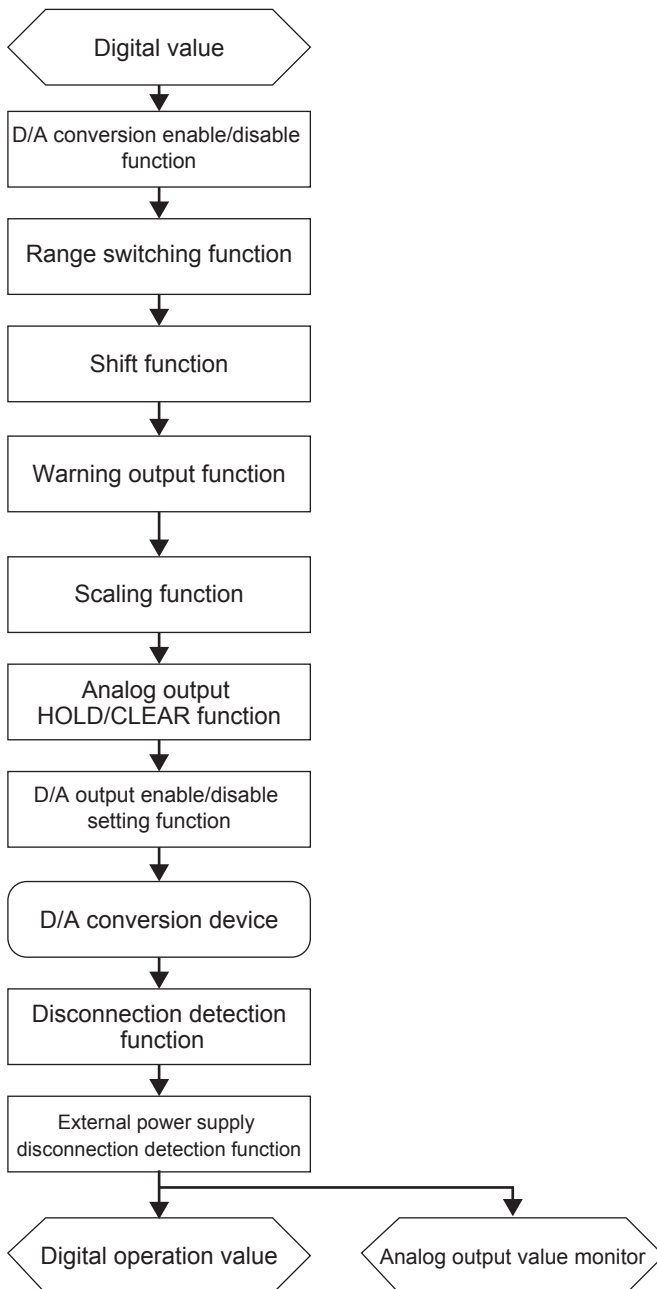 Digital value
D/A conversion enable/disable
function
Range switching function
Shift function
Warning output function
Scaling function
Analog output
HOLD/CLEAR function
D/A output enable/disable
setting function
D/A conversion device
Disconnection detection
function
External power supply
disconnection detection function
Digital operation value
Analog output value monitor